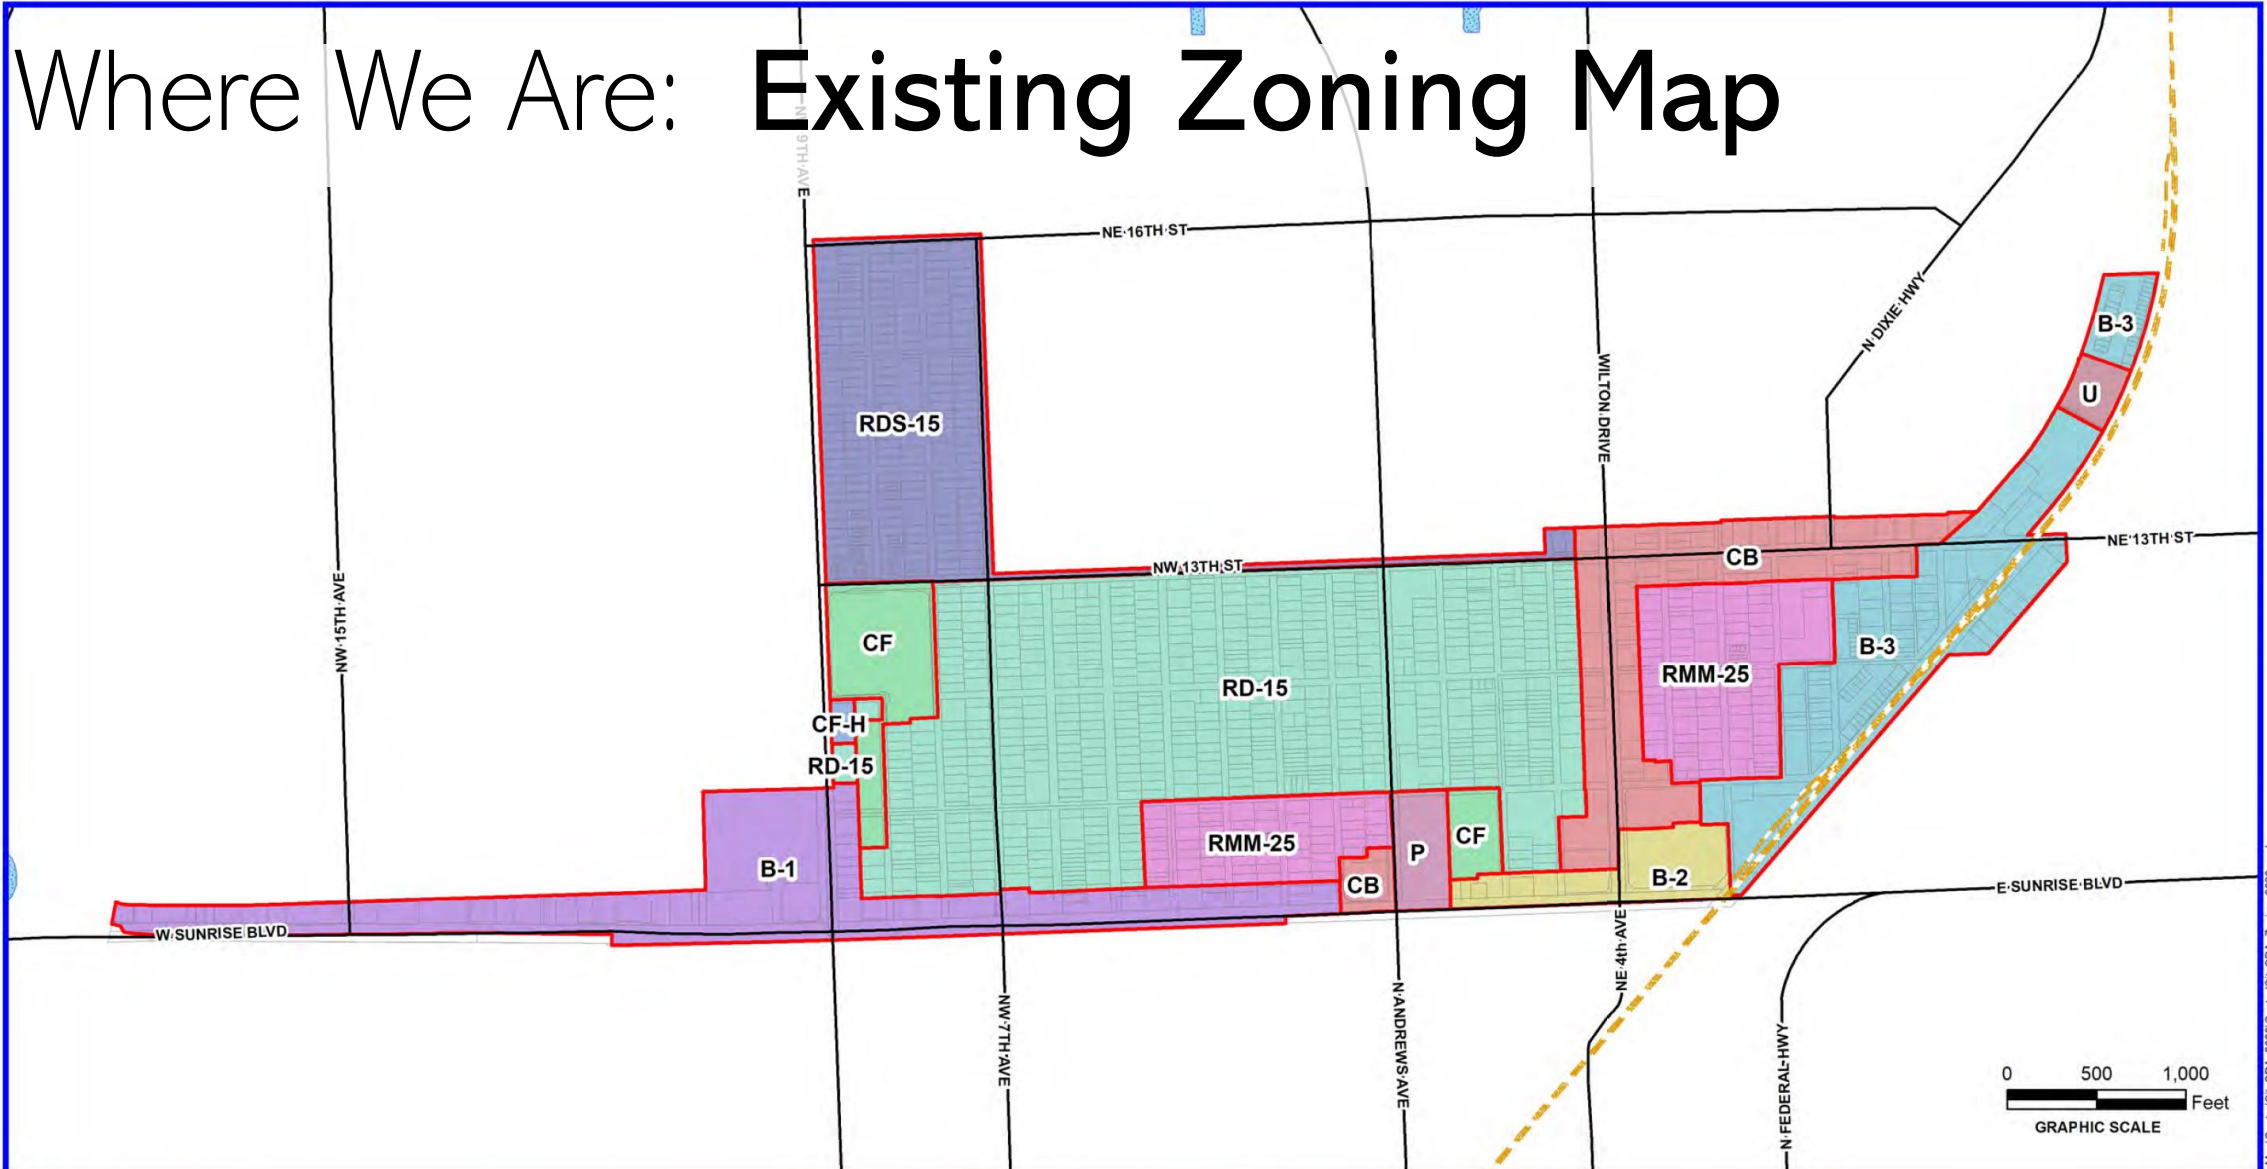 Where We Are: Existing Zoning Map
9TH AVE
NE 16TH ST
N DIXIE HWY
B-3
U
RDS-15
WILTON DRIVE
NE 13TH ST
CB
NW 13TH ST
NW 15TH AVE
CF
B-3
RMM-25
RD-15
CF-H
RD-15
RMM-25
CF
P
B-1
CB
B-2
E SUNRISE BLVD
W SUNRISE BLVD
NE 4th AVE
NW 7TH AVE
N ANDREWS AVE
N FEDERAL HWY
0 500 1,000
Feet
GRAPHIC SCALE